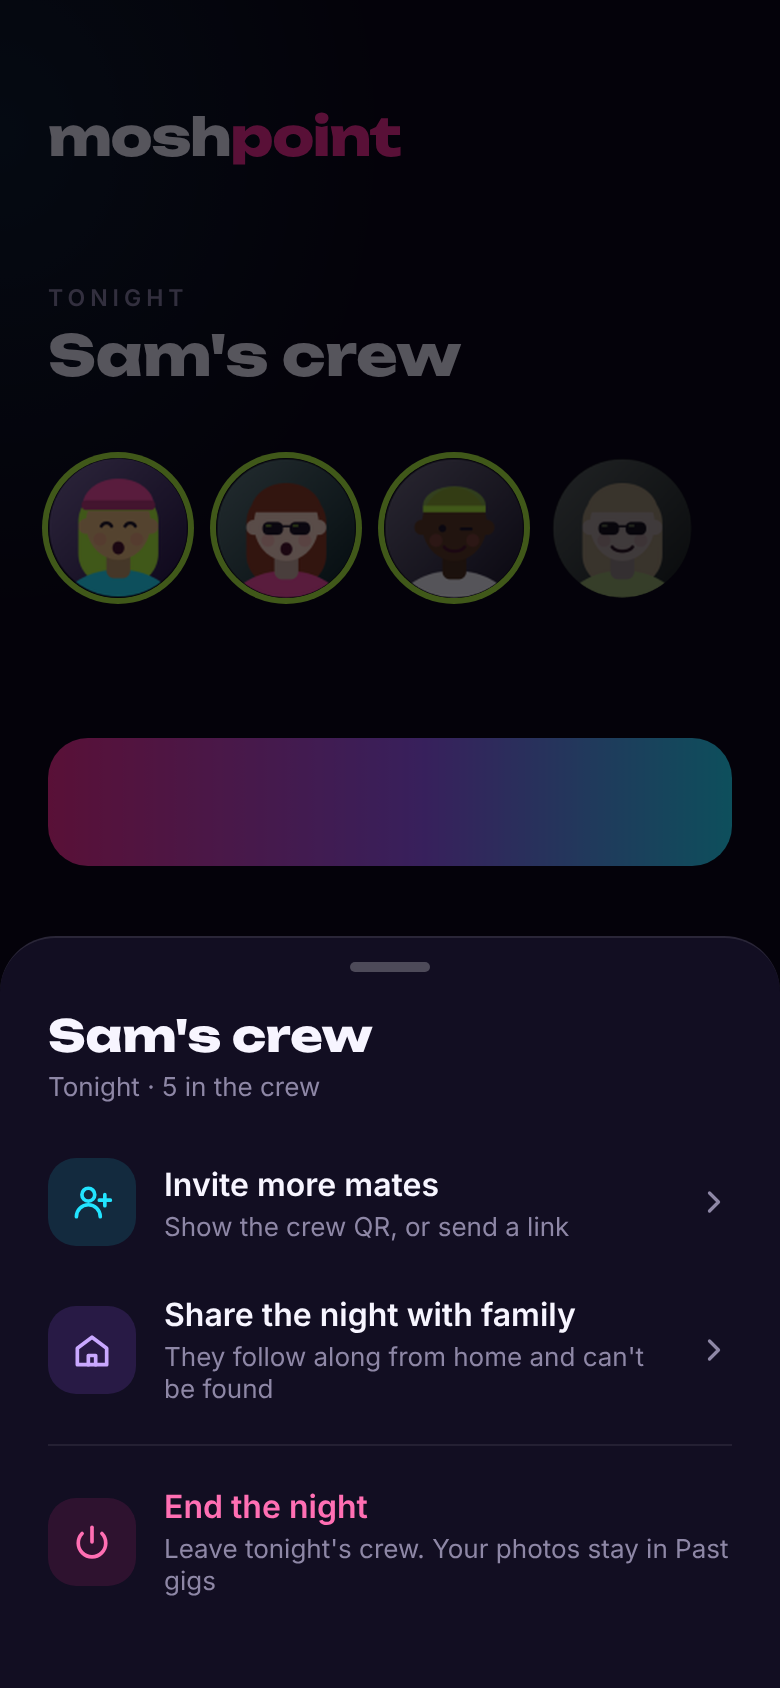 moshpoint
TONIGHT
Sam's crew
Sam's crew
Tonight · 5 in the crew
Invite more mates
Show the crew QR, or send a link
Share the night with family
They follow along from home and can't
be found
End the night
Leave tonight's crew. Your photos stay in Past
gigs